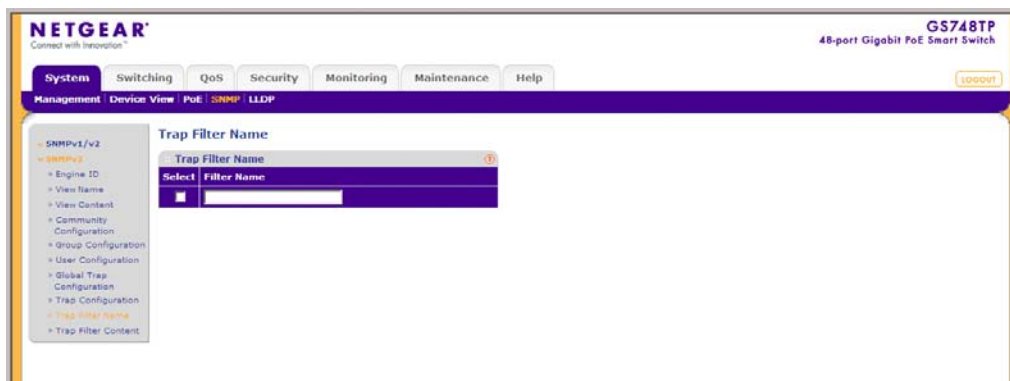 NETGEAR
Connect with Innovation™
GS748TP
48-port Gigabit PoE Smart Switch
System Switching QoS Security Monitoring Maintenance Help
LOGOUT
Management Device View PoE SNMP LLDP
SNMPv1/v2
SNMPv3
Engine ID
View Name
View Content
Community
Configuration
Group Configuration
User Configuration
Global Trap
Configuration
Trap Configuration
Trap Filter Name
Trap Filter Content
Trap Filter Name
Trap Filter Name
Select Filter Name